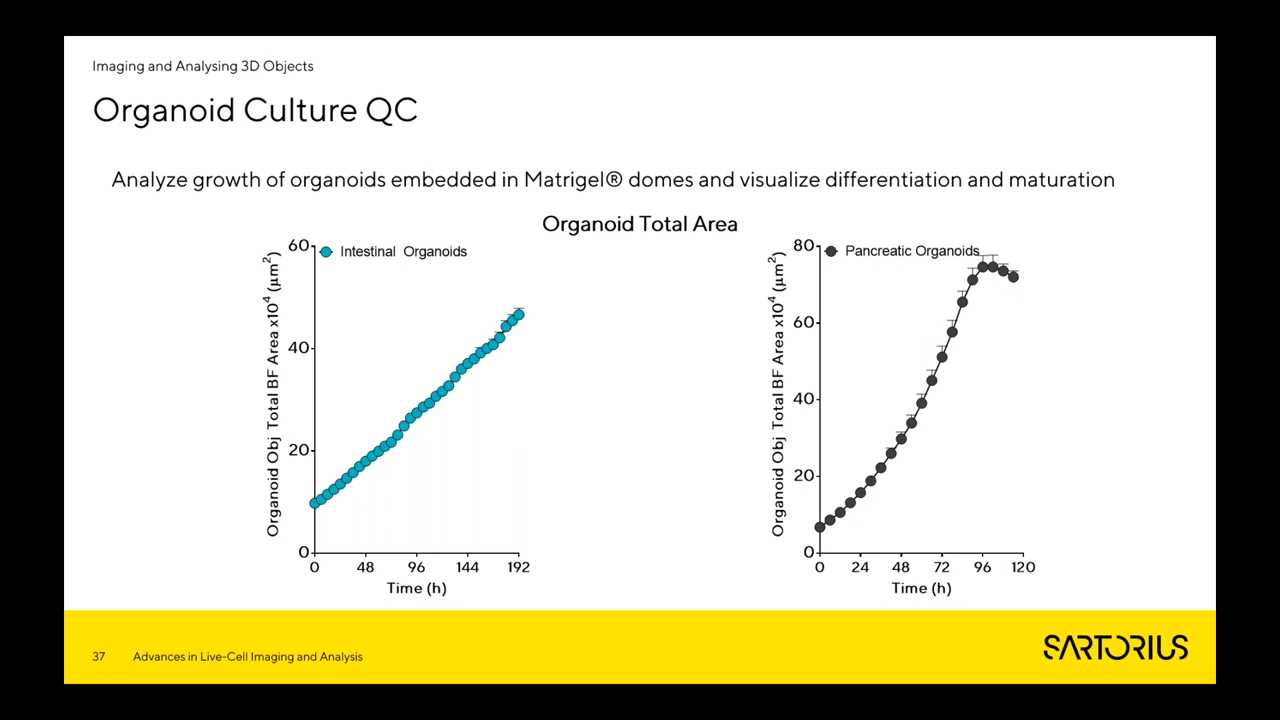 Imaging and Analysing 3D Objects
Organoid Culture QC
Analyze growth of organoids embedded in Matrigel® domes and visualize differentiation and maturation
Organoid Total Area
Organoid Obj Total BF Area x10⁴ (µm²)
60
40
20
0
Intestinal Organoids
0 48 96 144 192
Time (h)
Organoid Obj Total BF Area x10⁴ (µm²)
80
60
40
20
0
Pancreatic Organoids
0 24 48 72 96 120
Time (h)
37 Advances in Live-Cell Imaging and Analysis
SARTORIUS